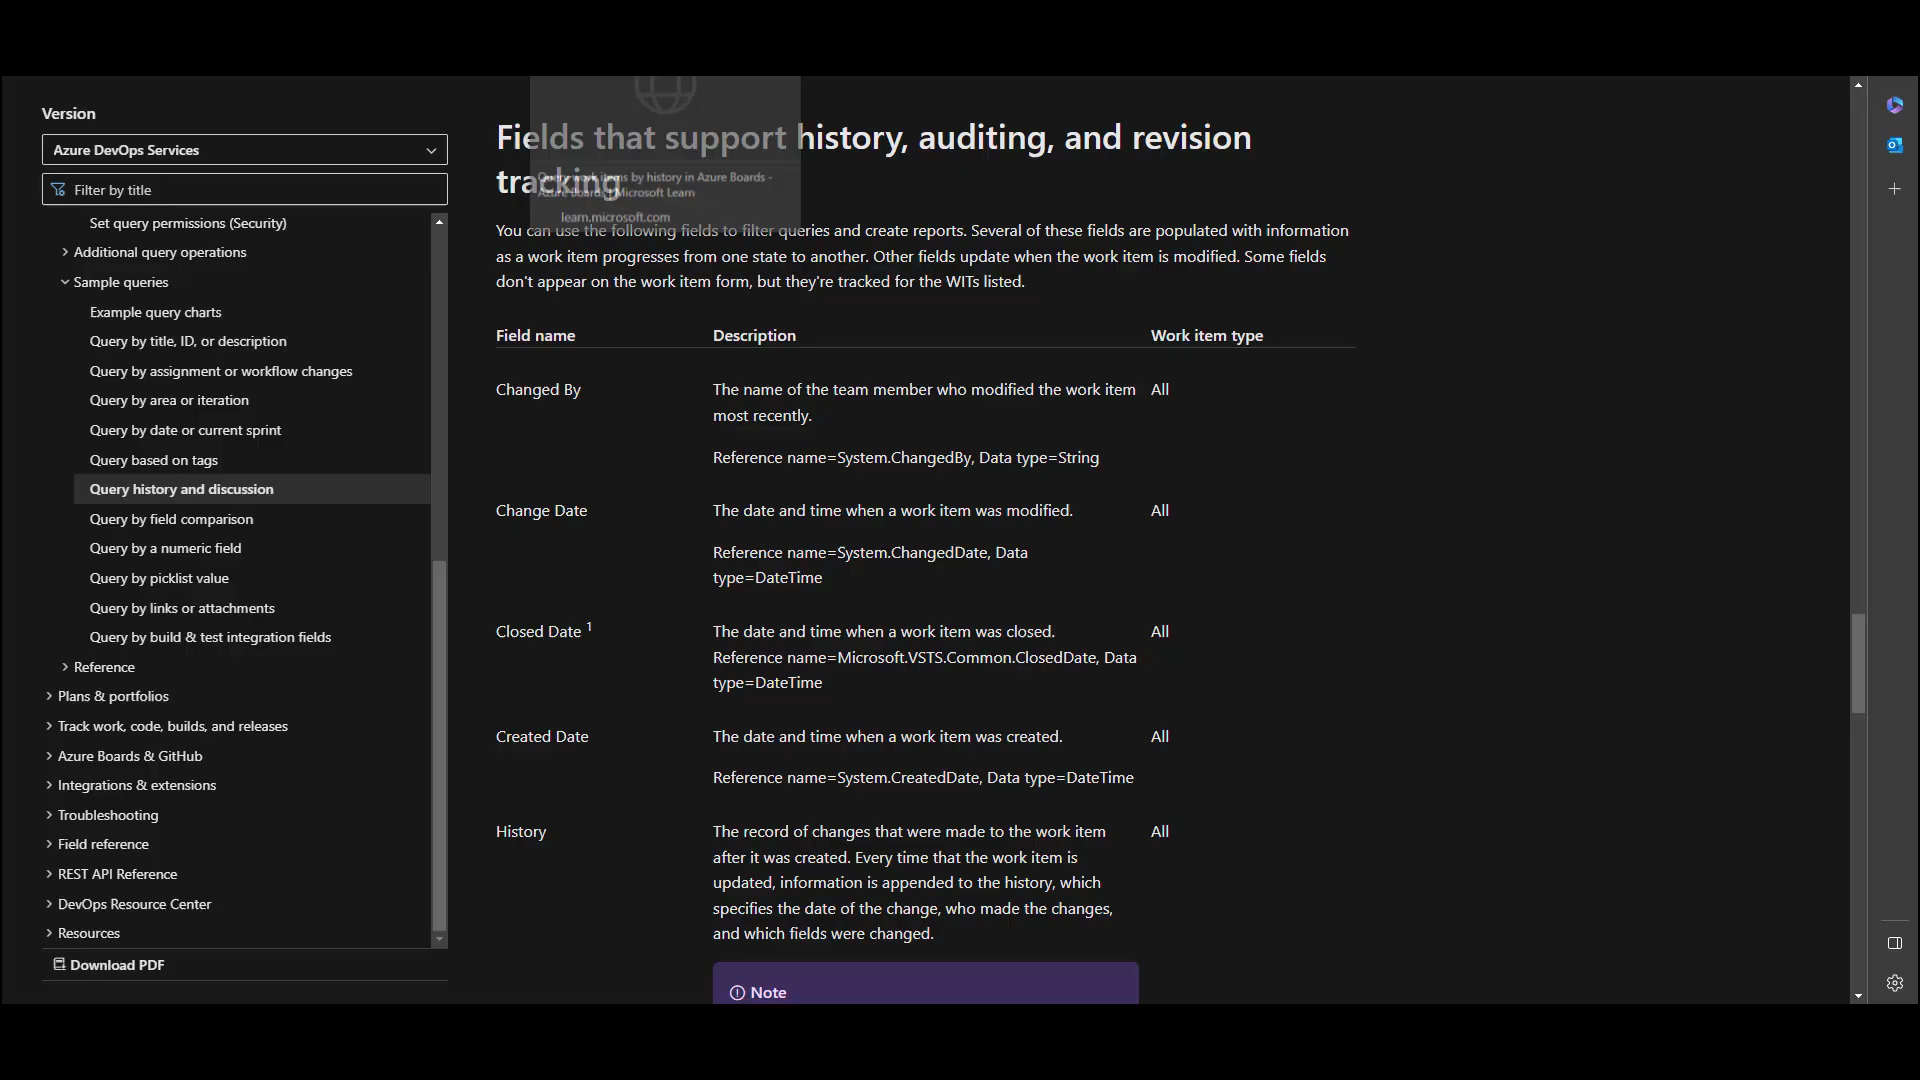 Version
Azure DevOps Services
Filter by title
Set query permissions (Security)
Additional query operations
Sample queries
Example query charts
Query by title, ID, or description
Query by assignment or workflow changes
Query by area or iteration
Query by date or current sprint
Query based on tags
Query history and discussion
Query by field comparison
Query by a numeric field
Query by picklist value
Query by links or attachments
Query by build & test integration fields
Reference
Plans & portfolios
Track work, code, builds, and releases
Azure Boards & GitHub
Integrations & extensions
Troubleshooting
Field reference
REST API Reference
DevOps Resource Center
Resources
Download PDF
Fields that support history, auditing, and revision
tracking
Query work items by history in Azure Boards -
Azure Boards | Microsoft Learn
learn.microsoft.com
You can use the following fields to filter queries and create reports. Several of these fields are populated with information
as a work item progresses from one state to another. Other fields update when the work item is modified. Some fields
don't appear on the work item form, but they're tracked for the WITs listed.
Field name Description Work item type
Changed By The name of the team member who modified the work item All
most recently.
Reference name=System.ChangedBy, Data type=String
Change Date The date and time when a work item was modified. All
Reference name=System.ChangedDate, Data
type=DateTime
Closed Date 1 The date and time when a work item was closed. All
Reference name=Microsoft.VSTS.Common.ClosedDate, Data
type=DateTime
Created Date The date and time when a work item was created. All
Reference name=System.CreatedDate, Data type=DateTime
History The record of changes that were made to the work item All
after it was created. Every time that the work item is
updated, information is appended to the history, which
specifies the date of the change, who made the changes,
and which fields were changed.
Note